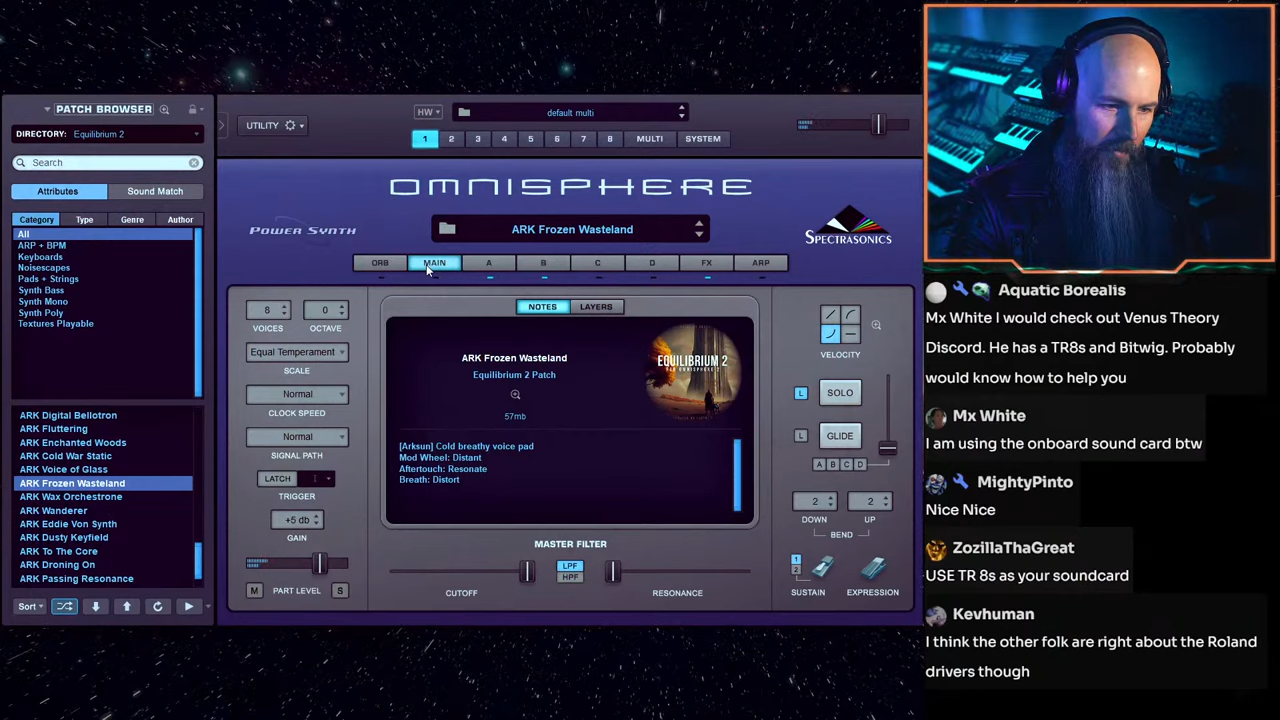 PATCH BROWSER
DIRECTORY: Equilibrium 2
Search
Attributes
Sound Match
Category
Type
Genre
Author
All
ARP + BPM
Keyboards
Noisescapes
Pads + Strings
Synth Bass
Synth Mono
Synth Poly
Textures Playable
ARK Digital Bellotron
ARK Fluttering
ARK Enchanted Woods
ARK Cold War Static
ARK Voice of Glass
ARK Frozen Wasteland
ARK Wax Orchestrone
ARK Wanderer
ARK Eddie Von Synth
ARK Dusty Keyfield
ARK To The Core
ARK Droning On
ARK Passing Resonance
Sort
UTILITY
HW
default multi
1 2 3 4 5 6 7 8 MULTI SYSTEM
OMNISPHERE
POWER SYNTH
ARK Frozen Wasteland
SPECTRASONICS
ORB MAIN A B C D FX ARP
6 0
VOICES OCTAVE
Equal Temperament
SCALE
Normal
CLOCK SPEED
Normal
SIGNAL PATH
LATCH
TRIGGER
+5 db
GAIN
M PART LEVEL S
NOTES LAYERS
ARK Frozen Wasteland
Equilibrium 2 Patch
57mb
EQUILIBRIUM 2
FOR OMNISPHERE 2
[Arksun] Cold breathy voice pad
Mod Wheel: Distant
Aftertouch: Resonate
Breath: Distort
MASTER FILTER
LPF
HPF
CUTOFF
RESONANCE
VELOCITY
L SOLO
L GLIDE
A B C D
2 2
DOWN UP
BEND
1
2
SUSTAIN EXPRESSION
Aquatic Borealis
Mx White I would check out Venus Theory
Discord. He has a TR8s and Bitwig. Probably
would know how to help you
Mx White
I am using the onboard sound card btw
MightyPinto
Nice Nice
ZozillaThaGreat
USE TR 8s as your soundcard
Kevhuman
I think the other folk are right about the Roland
drivers though